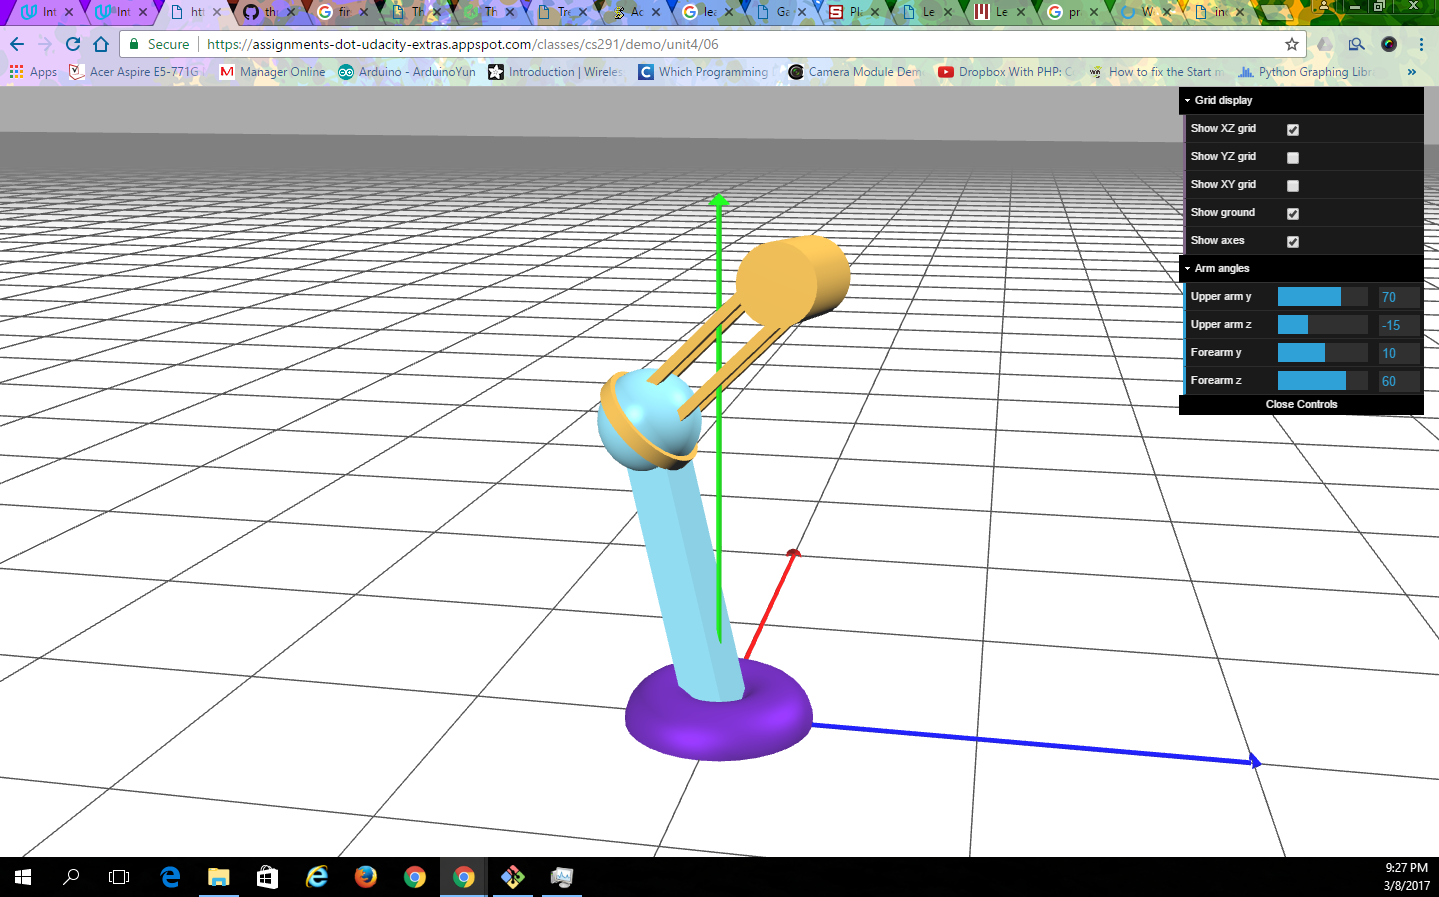 Int
Int
htt
thr
fir
Th
Th
Tre
Ac
lea
Ga
Pla
Le
Le
pr
W
in
Secure https://assignments-dot-udacity-extras.appspot.com/classes/cs291/demo/unit4/06
Apps Acer Aspire E5-771G Manager Online Arduino - ArduinoYun Introduction | Wireles Which Programming Camera Module Dem Dropbox With PHP: C How to fix the Start m Python Graphing Libr »
Grid display
Show XZ grid
Show YZ grid
Show XY grid
Show ground
Show axes
Arm angles
Upper arm y 70
Upper arm z -15
Forearm y 10
Forearm z 60
Close Controls
9:27 PM
3/8/2017